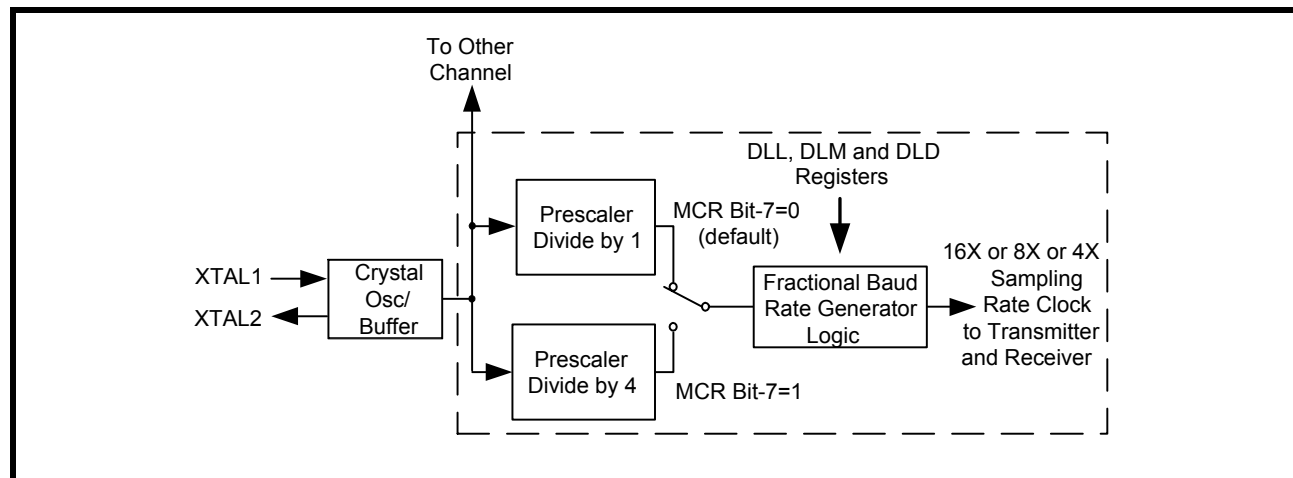 To Other
Channel
DLL, DLM and DLD
Registers
Prescaler
Divide by 1
MCR Bit-7=0
(default)
XTAL1
XTAL2
Crystal
Osc/
Buffer
Fractional Baud
Rate Generator
Logic
16X or 8X or 4X
Sampling
Rate Clock
to Transmitter
and Receiver
Prescaler
Divide by 4
MCR Bit-7=1